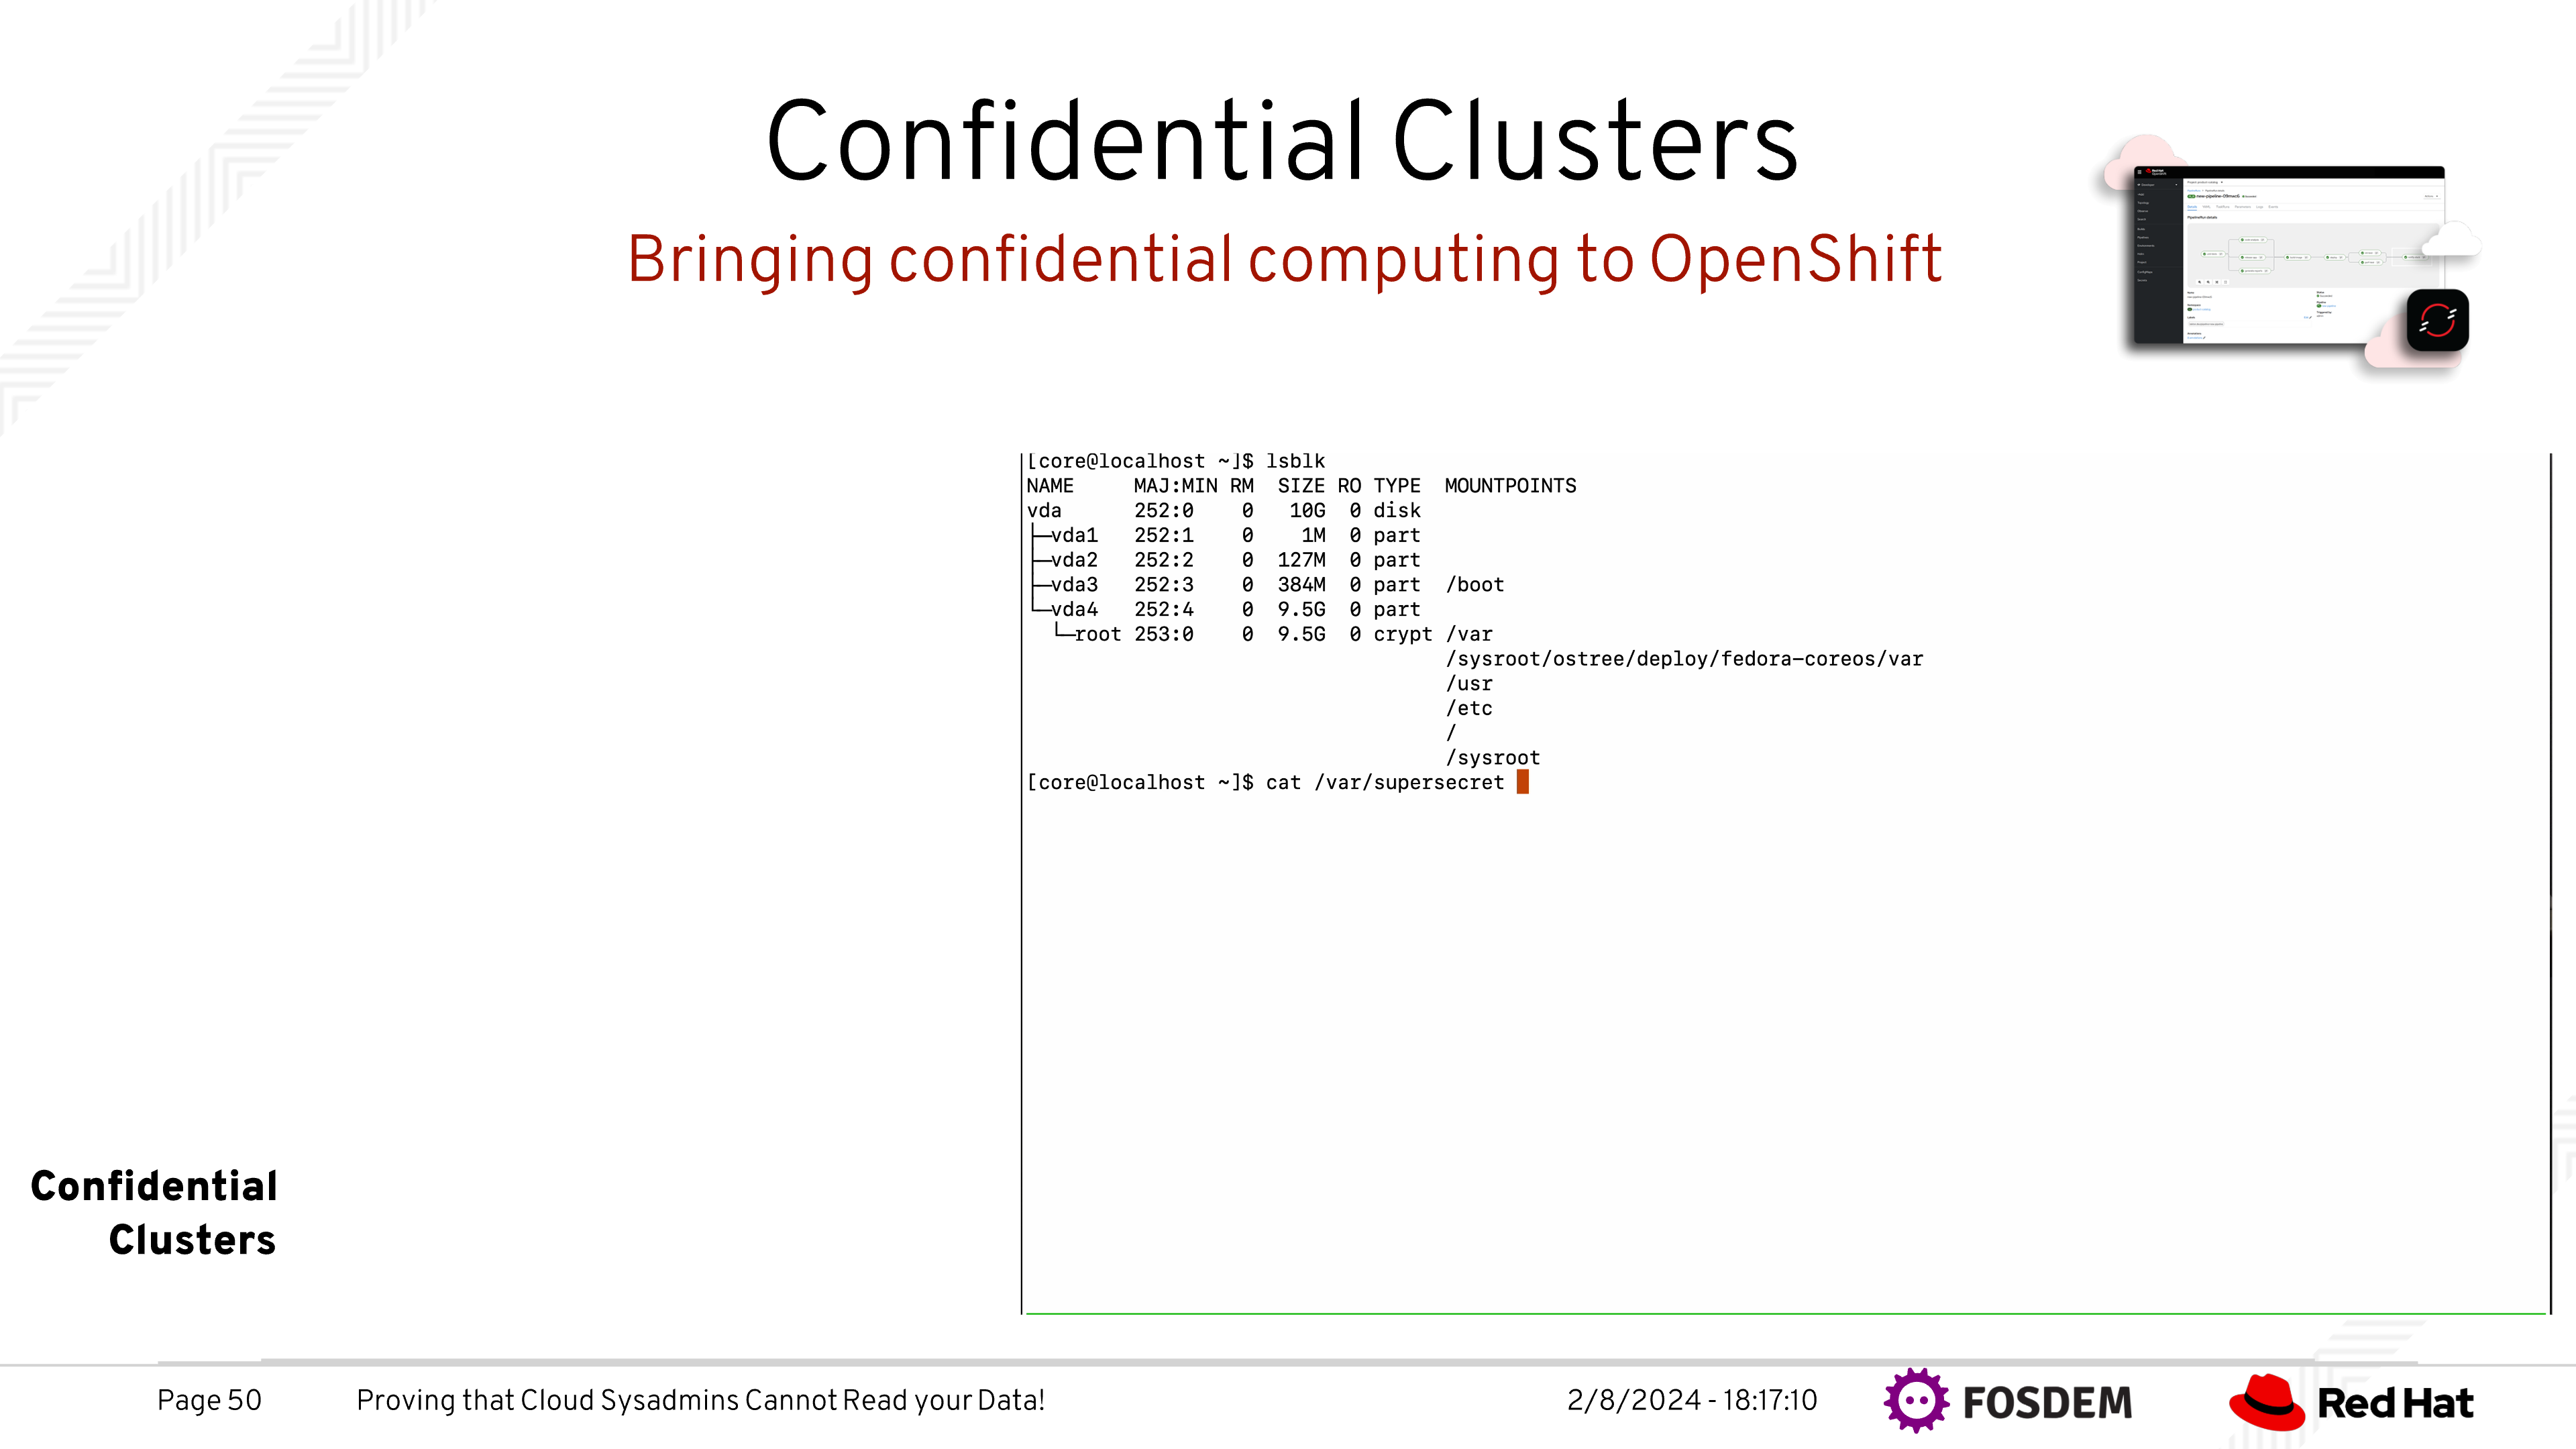 Confidential Clusters
Bringing confidential computing to OpenShift
[core@localhost ~]$ lsblk
NAME     MAJ:MIN RM  SIZE RO TYPE  MOUNTPOINTS
vda      252:0    0   10G  0 disk
├─vda1   252:1    0    1M  0 part
├─vda2   252:2    0  127M  0 part
├─vda3   252:3    0  384M  0 part  /boot
└─vda4   252:4    0  9.5G  0 part
  └─root 253:0    0  9.5G  0 crypt /var
/sysroot/ostree/deploy/fedora-coreos/var
/usr
/etc
/
/sysroot
[core@localhost ~]$ cat /var/supersecret
Confidential
Clusters
Page 50
Proving that Cloud Sysadmins Cannot Read your Data!
2/8/2024 - 18:17:10
FOSDEM
Red Hat